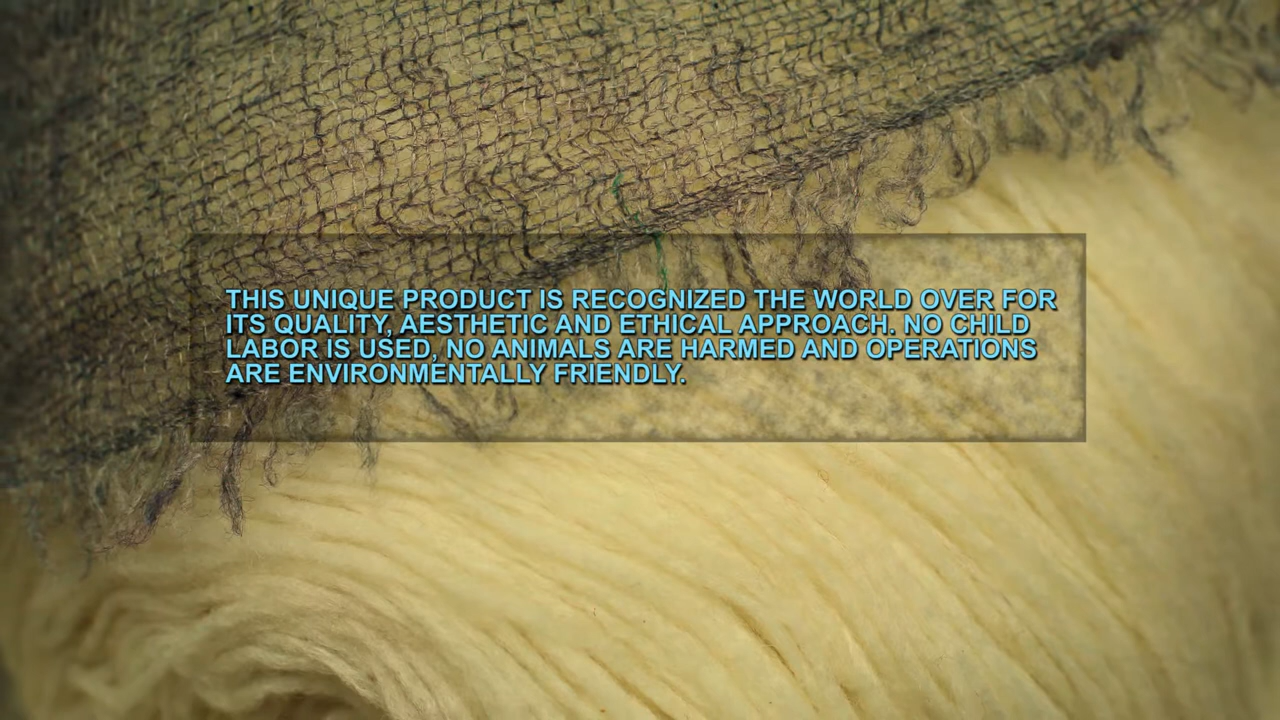 THIS UNIQUE PRODUCT IS RECOGNIZED THE WORLD OVER FOR
ITS QUALITY, AESTHETIC AND ETHICAL APPROACH. NO CHILD
LABOR IS USED, NO ANIMALS ARE HARMED AND OPERATIONS
ARE ENVIRONMENTALLY FRIENDLY.